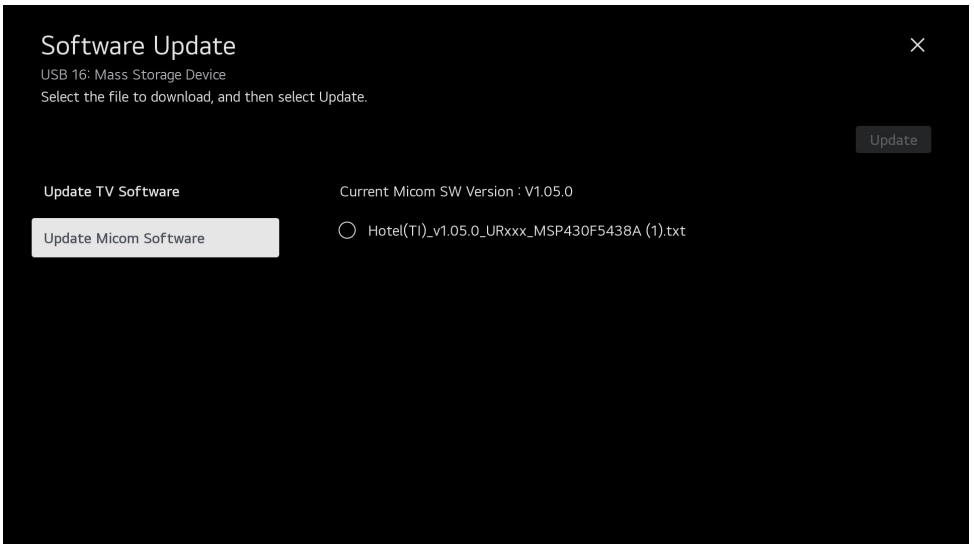 Software Update
USB 16: Mass Storage Device
Select the file to download, and then select Update.
Update
Update TV Software
Current Micom SW Version : V1.05.0
Update Micom Software
Hotel(TI)_v1.05.0_URxxx_MSP430F5438A (1).txt